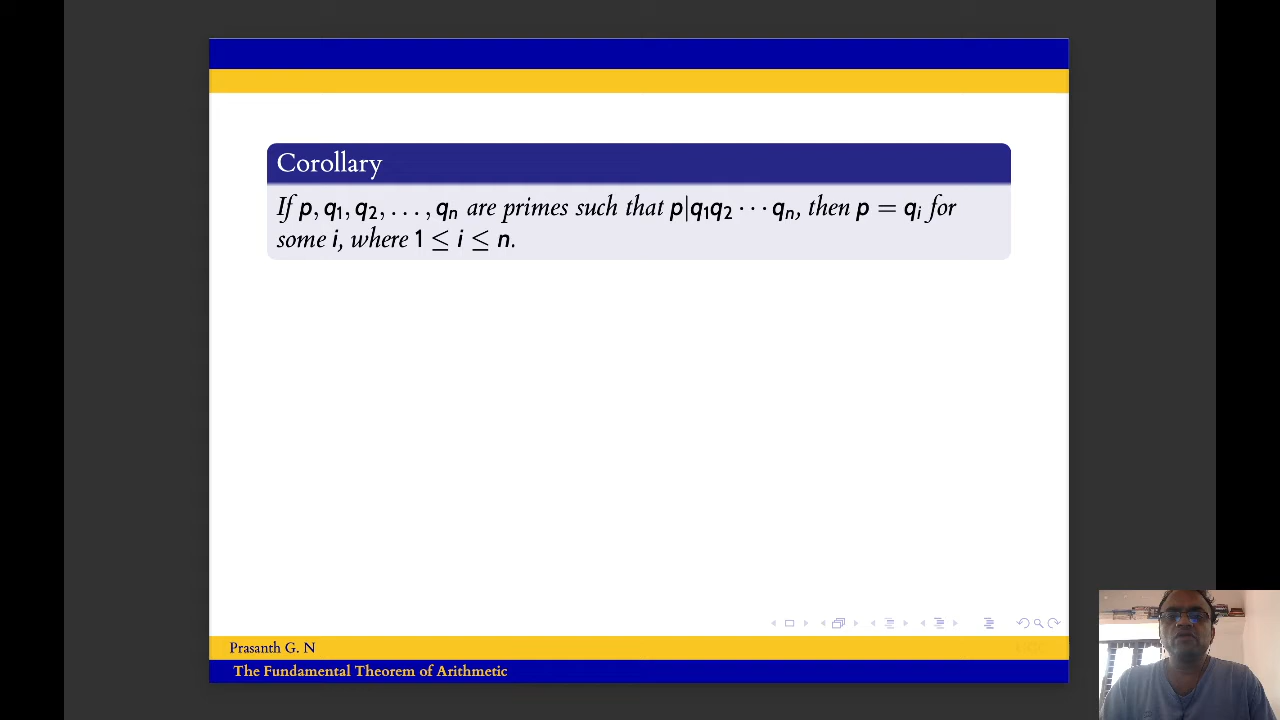 Corollary
If p, q₁, q₂, . . . , qₙ are primes such that p|q₁q₂ · · · qₙ, then p = qᵢ for
some i, where 1 ≤ i ≤ n.
Prasanth G. N
The Fundamental Theorem of Arithmetic